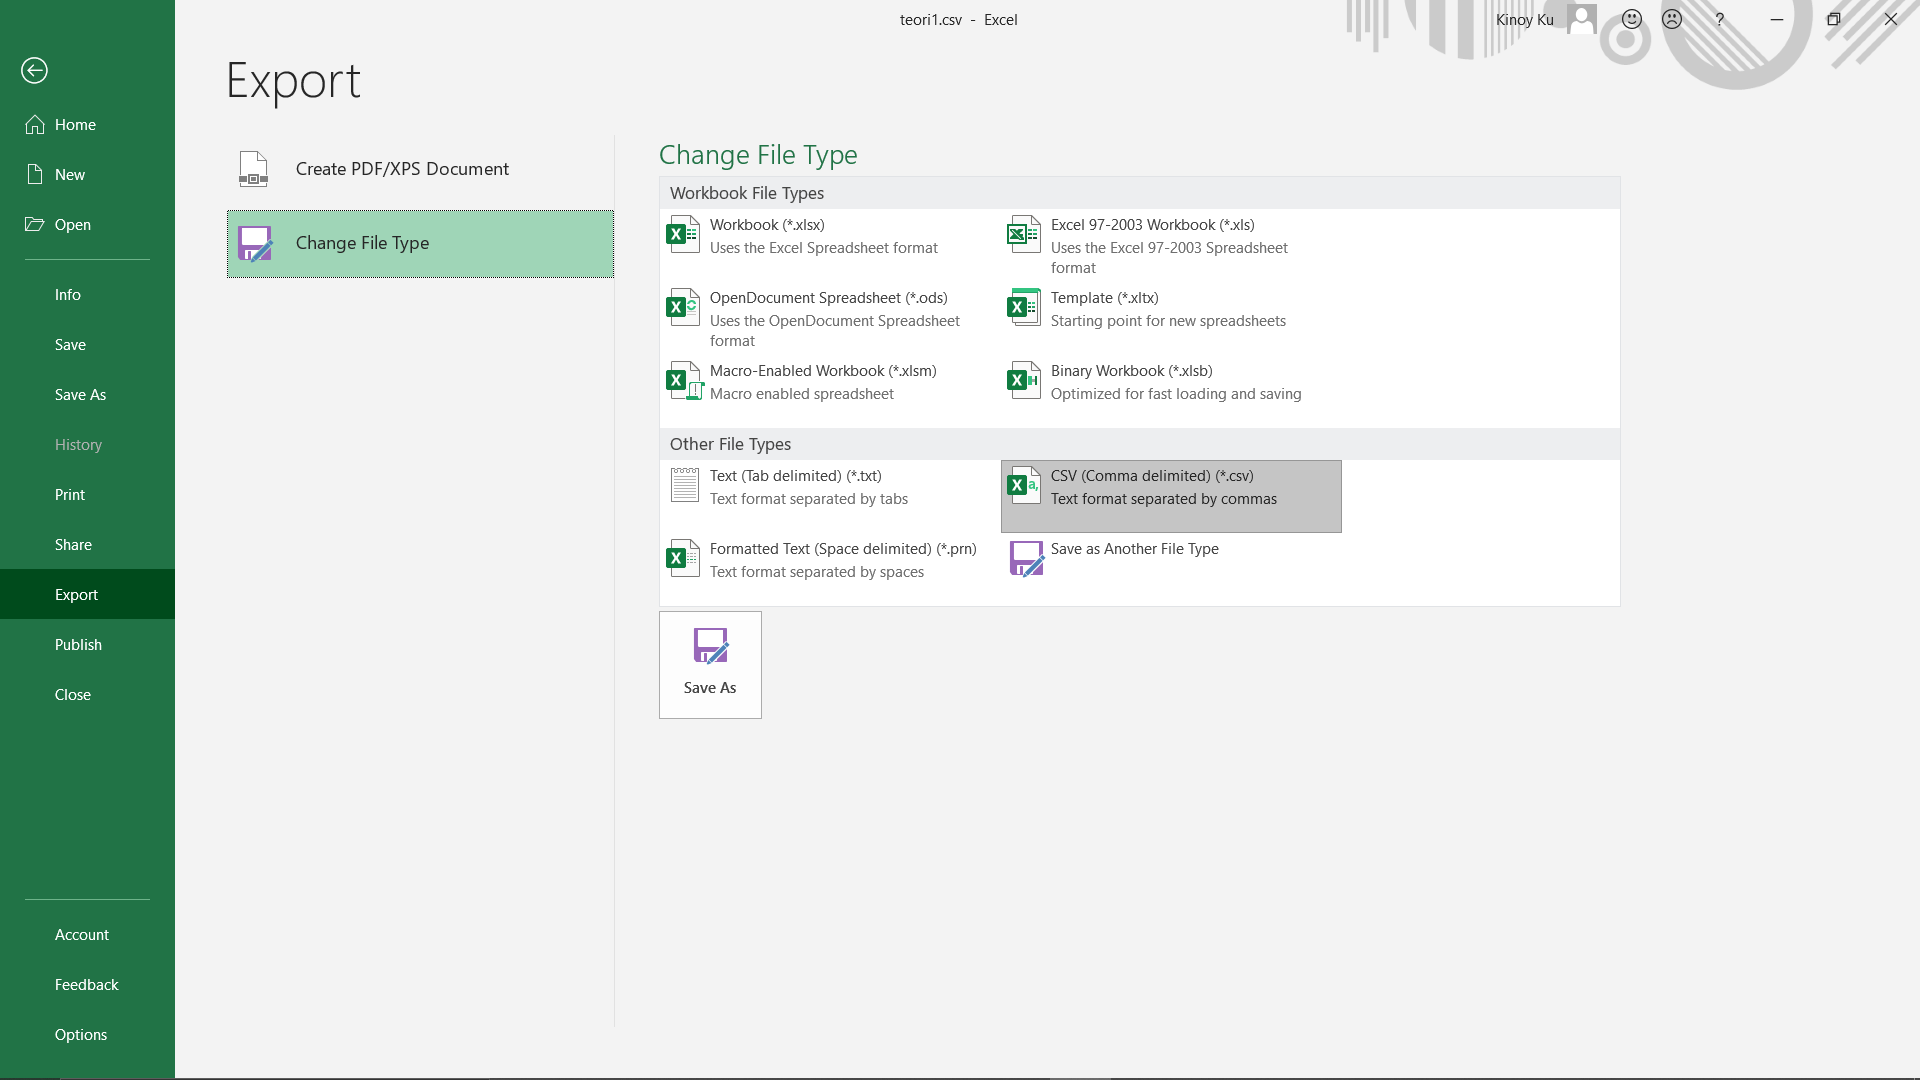 teori1.csv - Excel
Kinoy Ku
?
Export
Home
New
Open
Info
Save
Save As
History
Print
Share
Export
Publish
Close
Account
Feedback
Options
Create PDF/XPS Document
Change File Type
Change File Type
Workbook File Types
Workbook (*.xlsx)
Uses the Excel Spreadsheet format
Excel 97-2003 Workbook (*.xls)
Uses the Excel 97-2003 Spreadsheet
format
OpenDocument Spreadsheet (*.ods)
Uses the OpenDocument Spreadsheet
format
Template (*.xltx)
Starting point for new spreadsheets
Macro-Enabled Workbook (*.xlsm)
Macro enabled spreadsheet
Binary Workbook (*.xlsb)
Optimized for fast loading and saving
Other File Types
Text (Tab delimited) (*.txt)
Text format separated by tabs
CSV (Comma delimited) (*.csv)
Text format separated by commas
Formatted Text (Space delimited) (*.prn)
Text format separated by spaces
Save as Another File Type
Save As